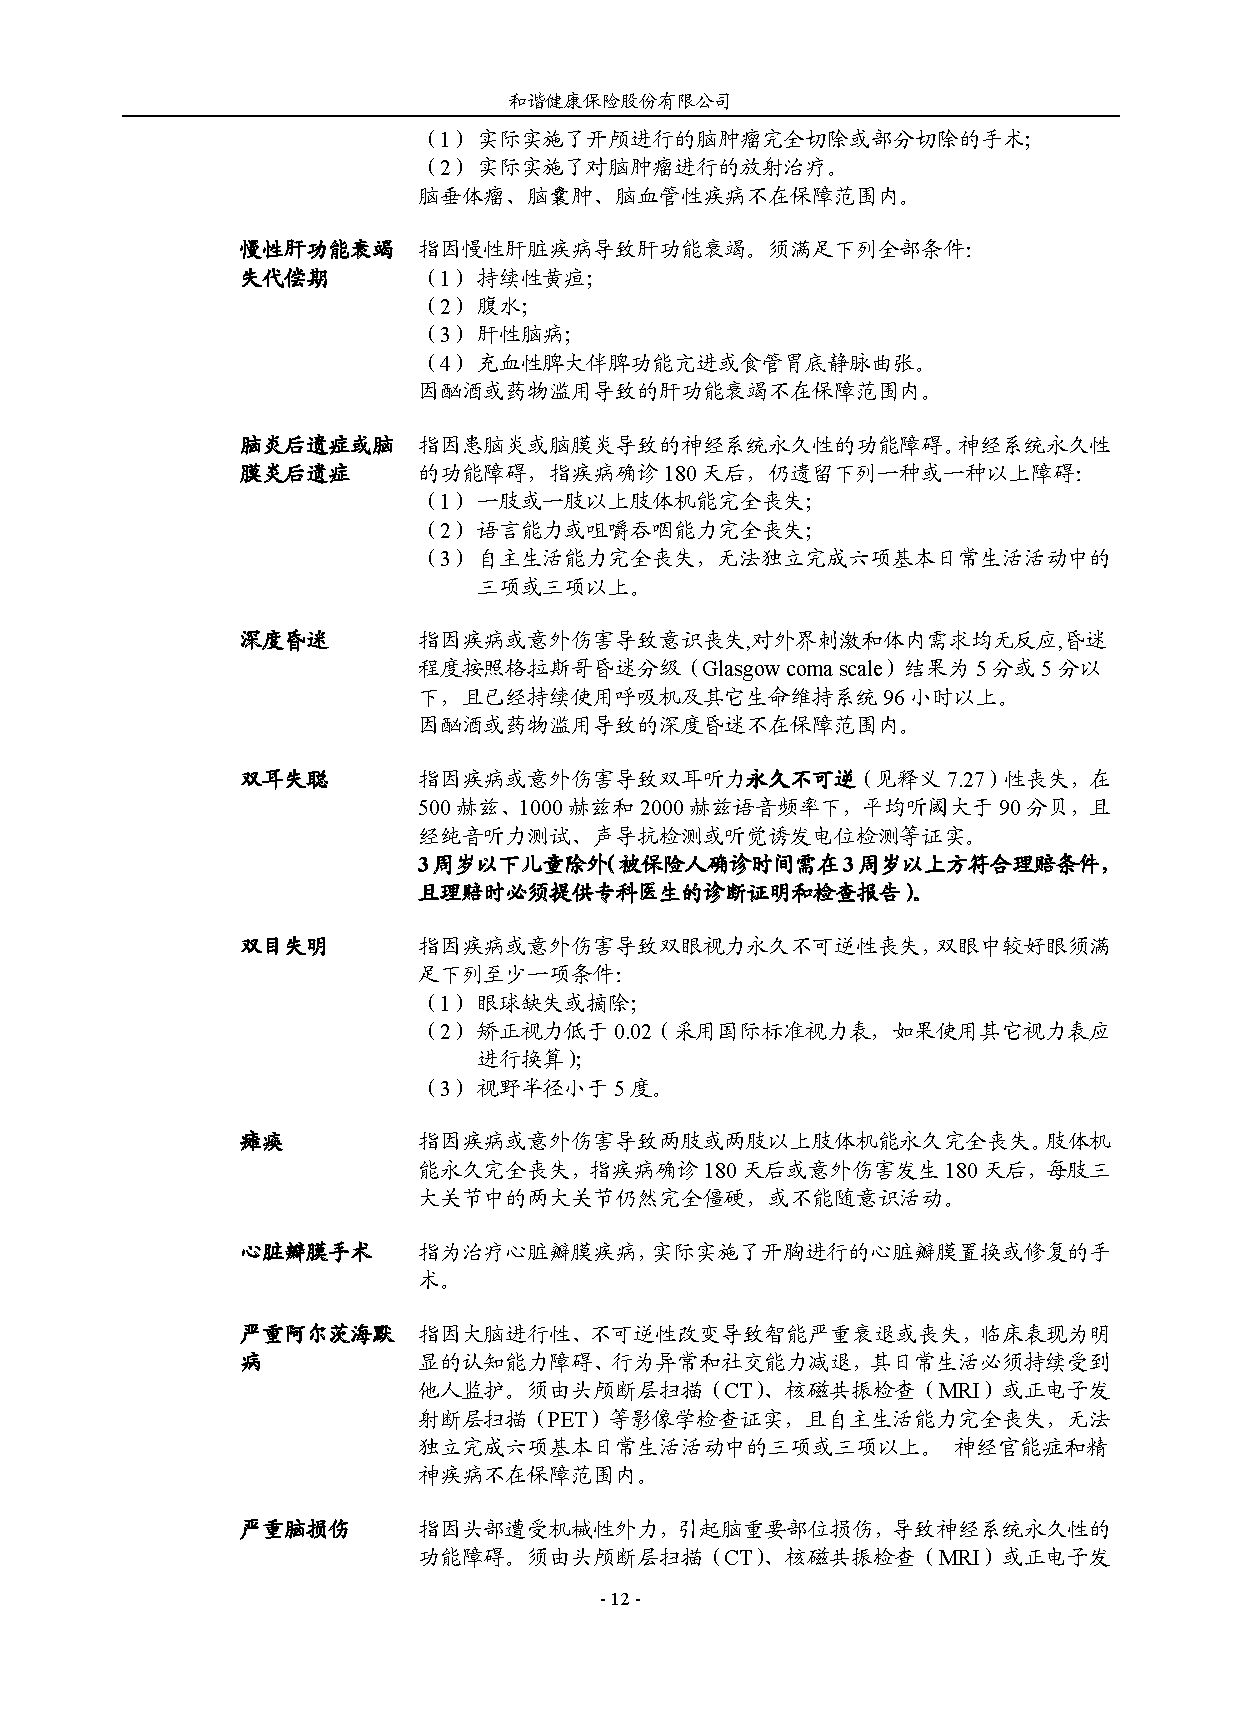 和谐健康保险股份有限公司
（1） 实际实施了开颅进行的脑肿瘤完全切除或部分切除的手术；
（2） 实际实施了对脑肿瘤进行的放射治疗。
脑垂体瘤、脑囊肿、脑血管性疾病不在保障范围内。
慢性肝功能衰竭 指因慢性肝脏疾病导致肝功能衰竭。须满足下列全部条件：
失代偿期 （1） 持续性黄疸；
（2） 腹水；
（3） 肝性脑病；
（4） 充血性脾大伴脾功能亢进或食管胃底静脉曲张。
因酗酒或药物滥用导致的肝功能衰竭不在保障范围内。
脑炎后遗症或脑 指因患脑炎或脑膜炎导致的神经系统永久性的功能障碍。神经系统永久性
膜炎后遗症 的功能障碍，指疾病确诊 180 天后，仍遗留下列一种或一种以上障碍：
（1） 一肢或一肢以上肢体机能完全丧失；
（2） 语言能力或咀嚼吞咽能力完全丧失；
（3） 自主生活能力完全丧失，无法独立完成六项基本日常生活活动中的
三项或三项以上。
深度昏迷 指因疾病或意外伤害导致意识丧失,对外界刺激和体内需求均无反应,昏迷
程度按照格拉斯哥昏迷分级（Glasgow coma scale）结果为 5 分或 5 分以
下，且已经持续使用呼吸机及其它生命维持系统 96 小时以上。
因酗酒或药物滥用导致的深度昏迷不在保障范围内。
双耳失聪 指因疾病或意外伤害导致双耳听力永久不可逆（见释义 7.27）性丧失，在
500 赫兹、1000 赫兹和 2000 赫兹语音频率下，平均听阈大于 90 分贝，且
经纯音听力测试、声导抗检测或听觉诱发电位检测等证实。
3 周岁以下儿童除外（被保险人确诊时间需在 3 周岁以上方符合理赔条件，
且理赔时必须提供专科医生的诊断证明和检查报告）。
双目失明 指因疾病或意外伤害导致双眼视力永久不可逆性丧失，双眼中较好眼须满
足下列至少一项条件：
（1） 眼球缺失或摘除；
（2） 矫正视力低于 0.02（采用国际标准视力表，如果使用其它视力表应
进行换算）；
（3） 视野半径小于 5 度。
瘫痪 指因疾病或意外伤害导致两肢或两肢以上肢体机能永久完全丧失。肢体机
能永久完全丧失，指疾病确诊 180 天后或意外伤害发生 180 天后，每肢三
大关节中的两大关节仍然完全僵硬，或不能随意识活动。
心脏瓣膜手术 指为治疗心脏瓣膜疾病，实际实施了开胸进行的心脏瓣膜置换或修复的手
术。
严重阿尔茨海默 指因大脑进行性、不可逆性改变导致智能严重衰退或丧失，临床表现为明
病 显的认知能力障碍、行为异常和社交能力减退，其日常生活必须持续受到
他人监护。须由头颅断层扫描（CT）、核磁共振检查（MRI）或正电子发
射断层扫描（PET）等影像学检查证实，且自主生活能力完全丧失，无法
独立完成六项基本日常生活活动中的三项或三项以上。 神经官能症和精
神疾病不在保障范围内。
严重脑损伤 指因头部遭受机械性外力，引起脑重要部位损伤，导致神经系统永久性的
功能障碍。须由头颅断层扫描（CT）、核磁共振检查（MRI）或正电子发
- 12 -